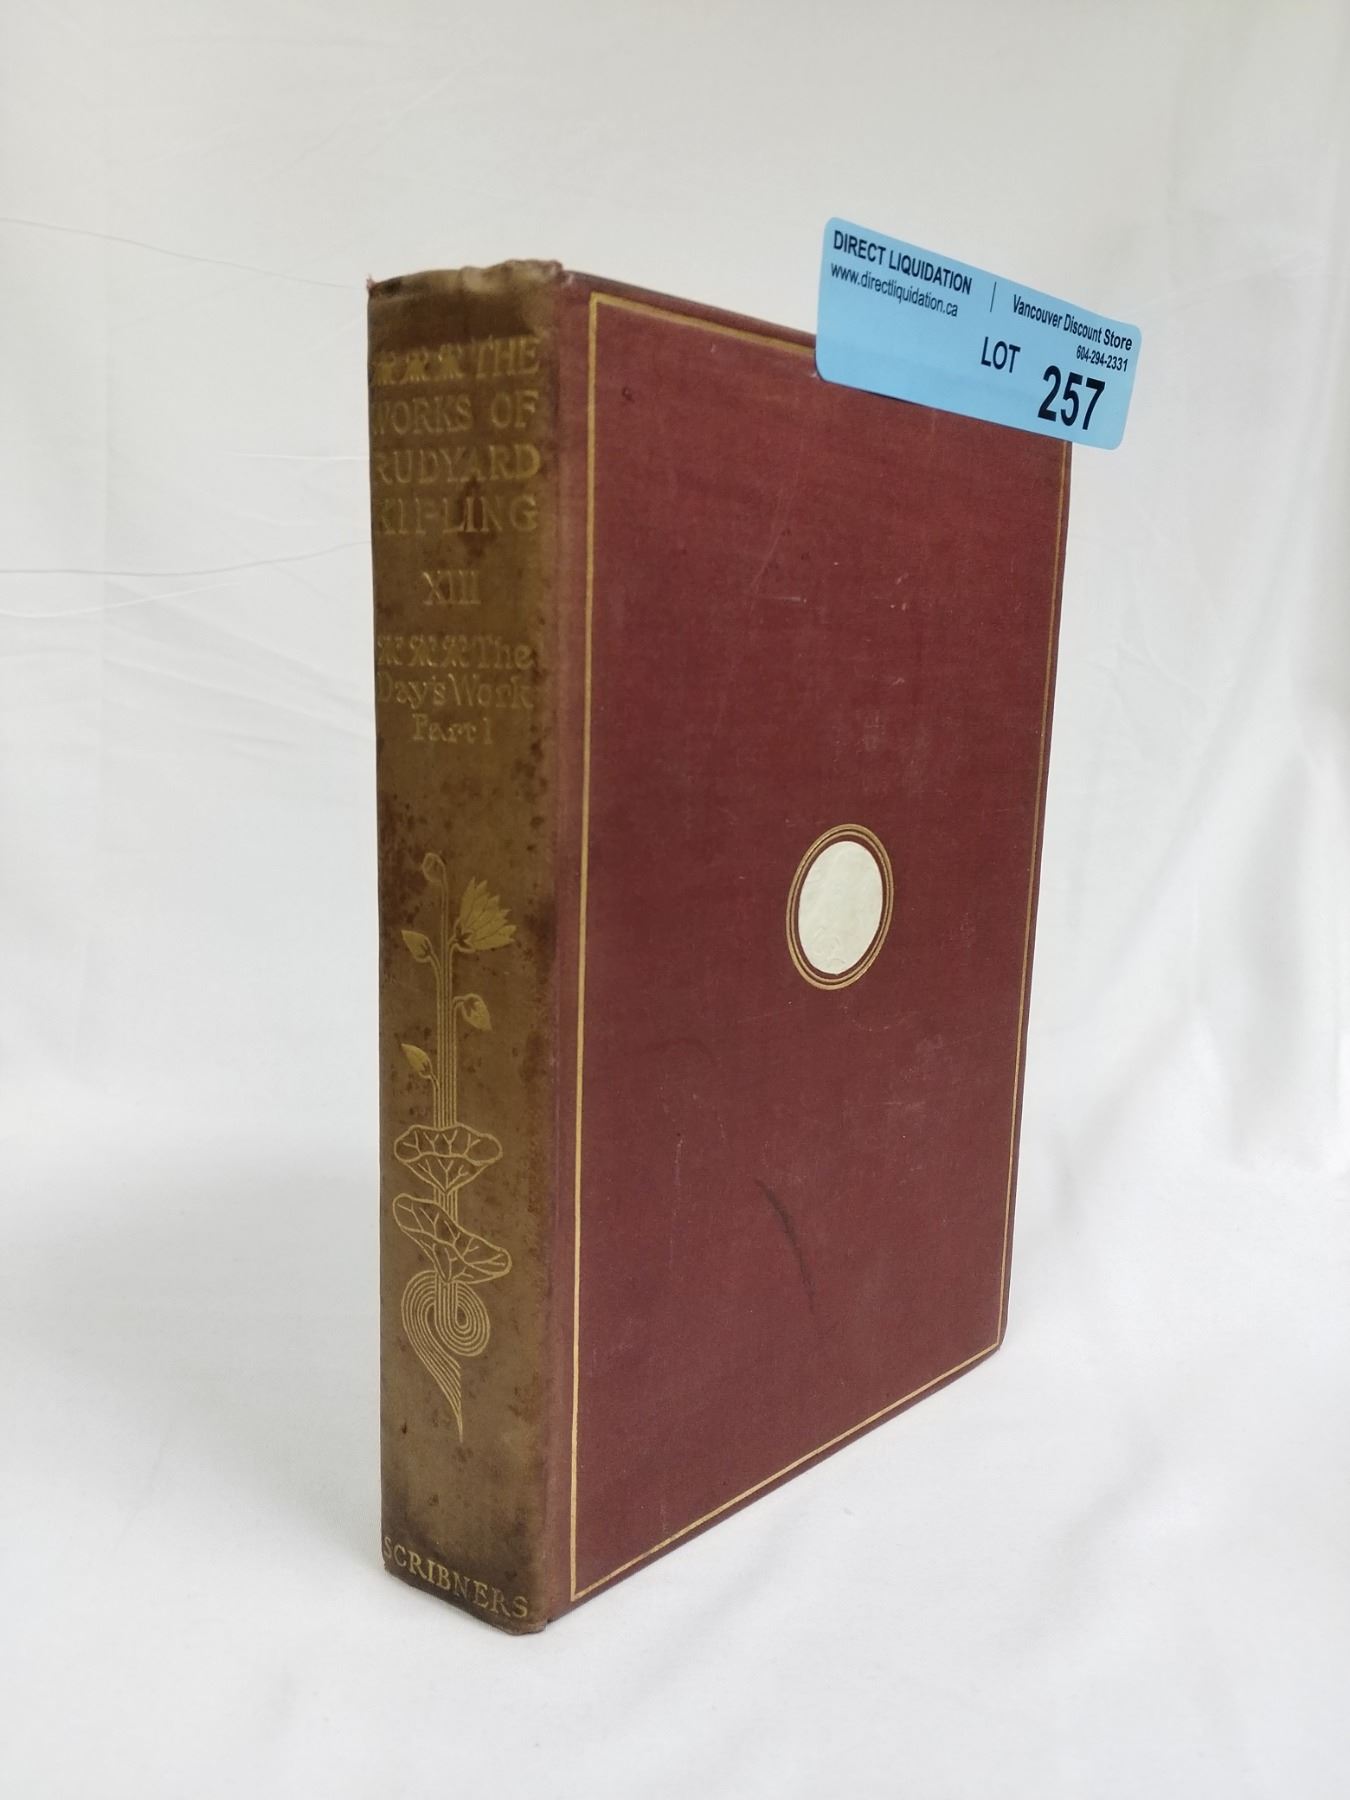 THE
WORKS OF
RUDYARD
KIPLING
XIII
The
Day's Work
Part 1
SCRIBNERS
DIRECT LIQUIDATION
www.directliquidation.ca
Vancouver Discount Store
604-294-2331
LOT 257